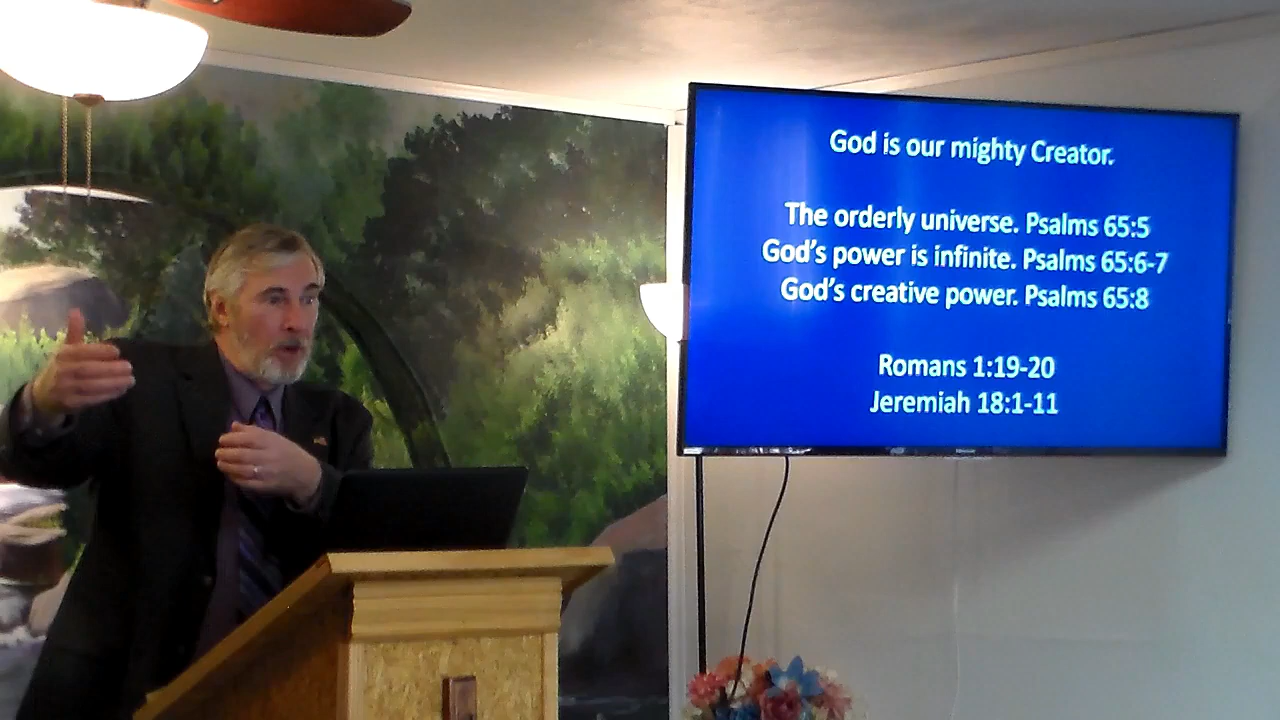 God is our mighty Creator.
The orderly universe. Psalms 65:5
God's power is infinite. Psalms 65:6-7
God's creative power. Psalms 65:8
Romans 1:19-20
Jeremiah 18:1-11